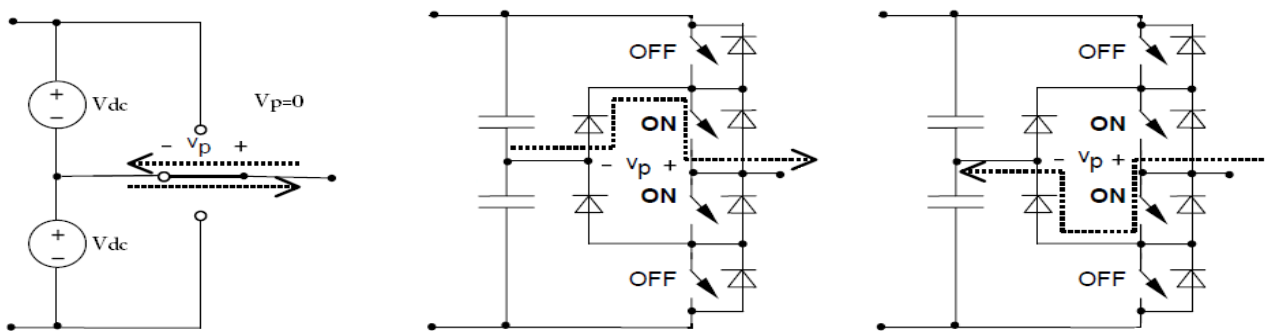 +
−
Vdc
Vp=0
− vp +
+
−
Vdc
OFF
ON
− vp +
ON
OFF
OFF
ON
− vp +
ON
OFF